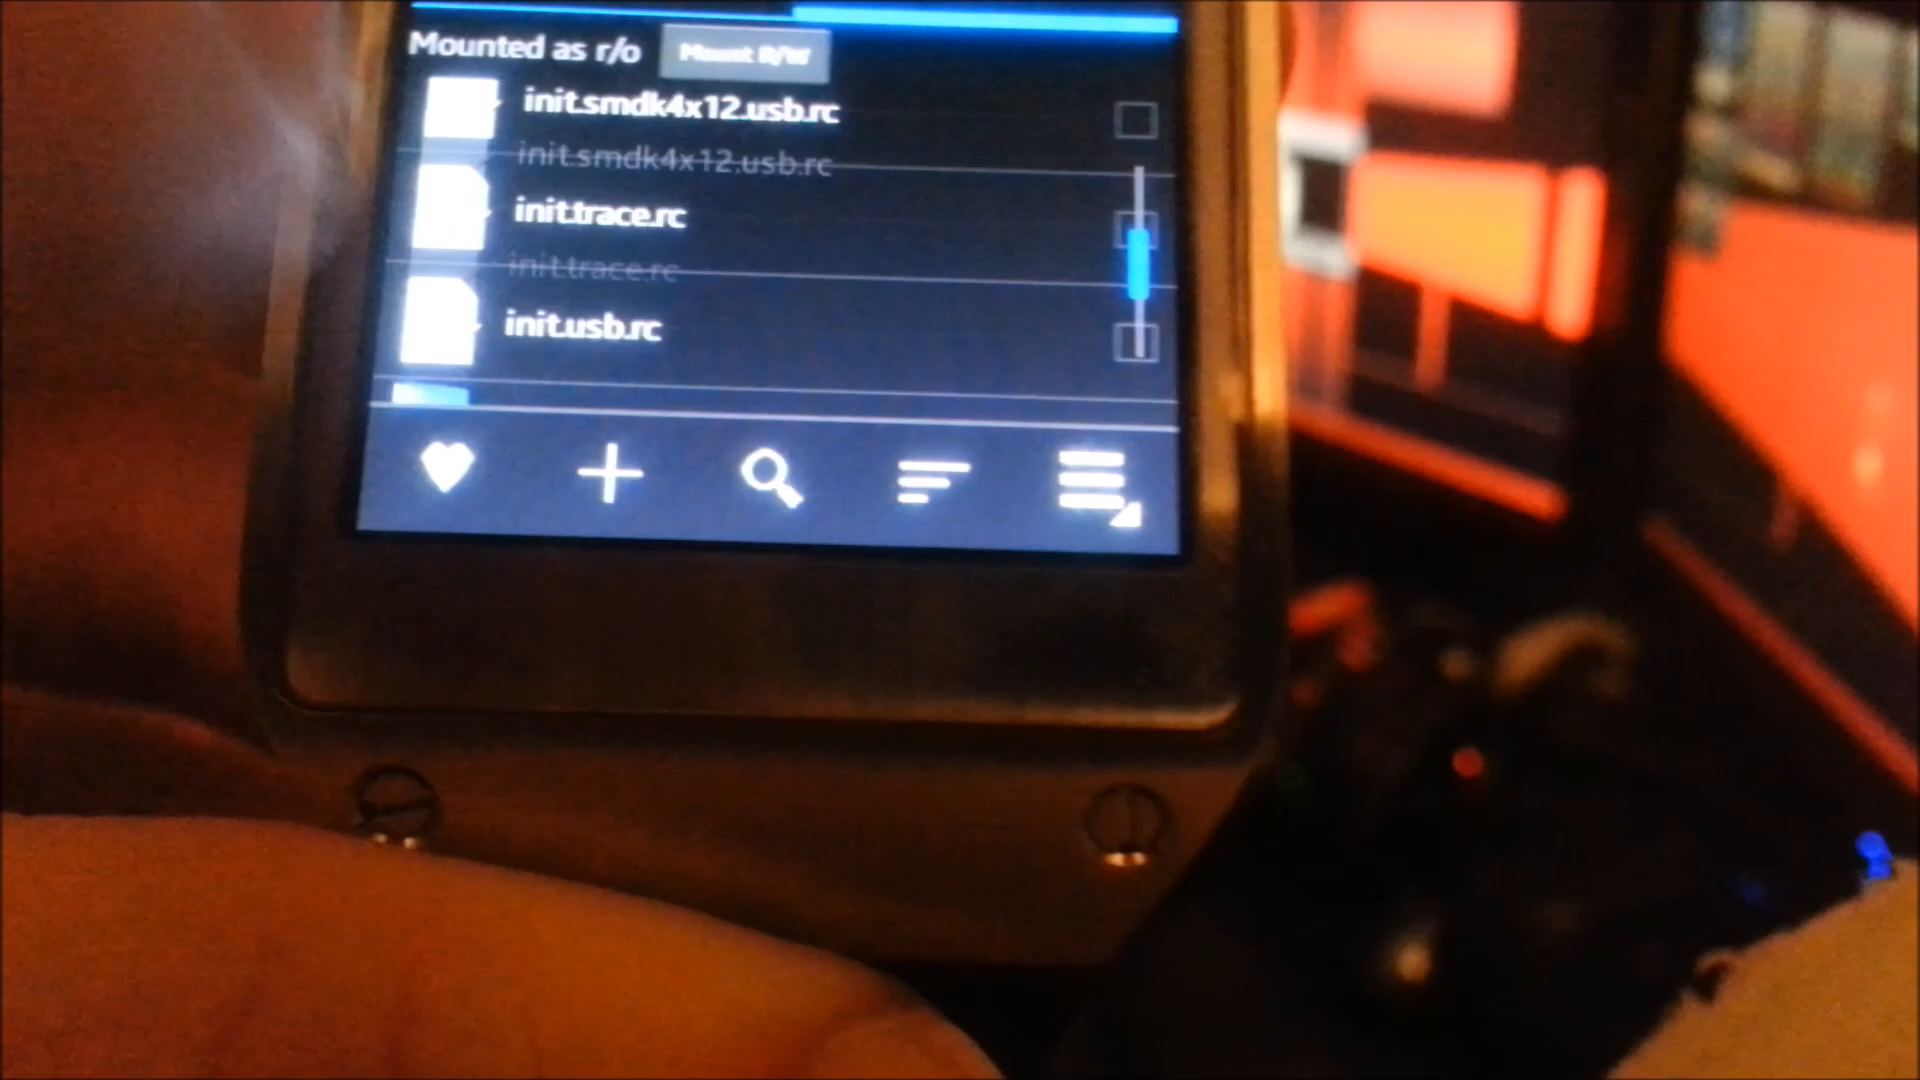 Mounted as r/o Mount R/W
init.smdk4x12.usb.rc
init.smdk4x12.usb.rc
init.trace.rc
init.trace.rc
init.usb.rc